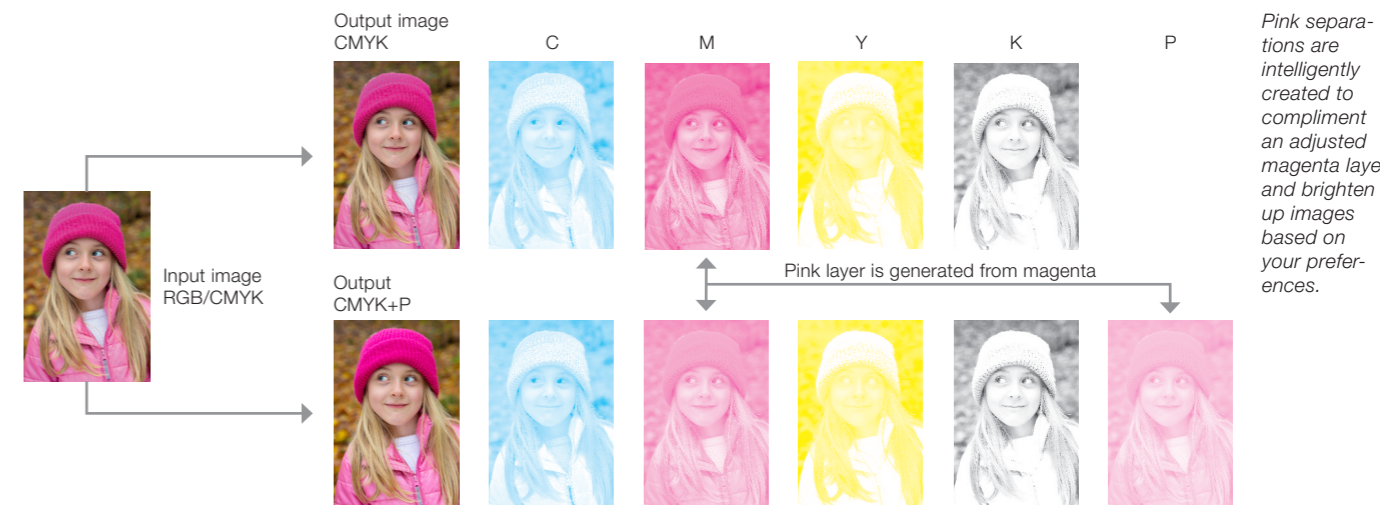 Output image
CMYK
C
M
Y
K
P
Input image
RGB/CMYK
Pink layer is generated from magenta
Output
CMYK+P
Pink separa-
tions are
intelligently
created to
compliment
an adjusted
magenta laye
and brighten
up images
based on
your prefer-
ences.